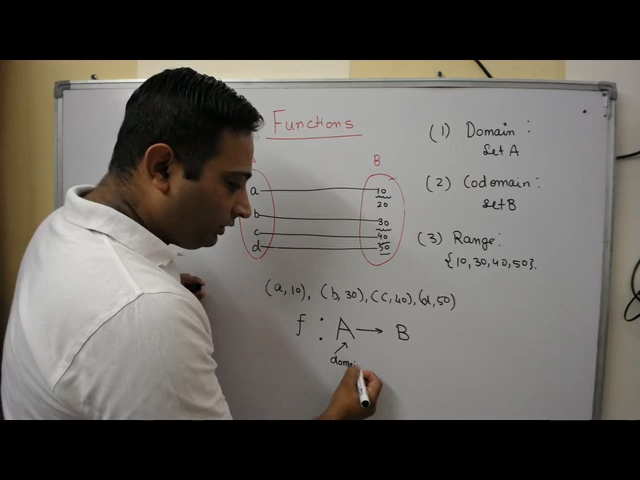 Functions
B
a 10
20
b 30
c 40
d 50
(1) Domain :
Set A
(2) Codomain :
Set B
(3) Range :
{10, 30, 40, 50}.
(a, 10), (b, 30), (c, 40), (d, 50)
f : A → B